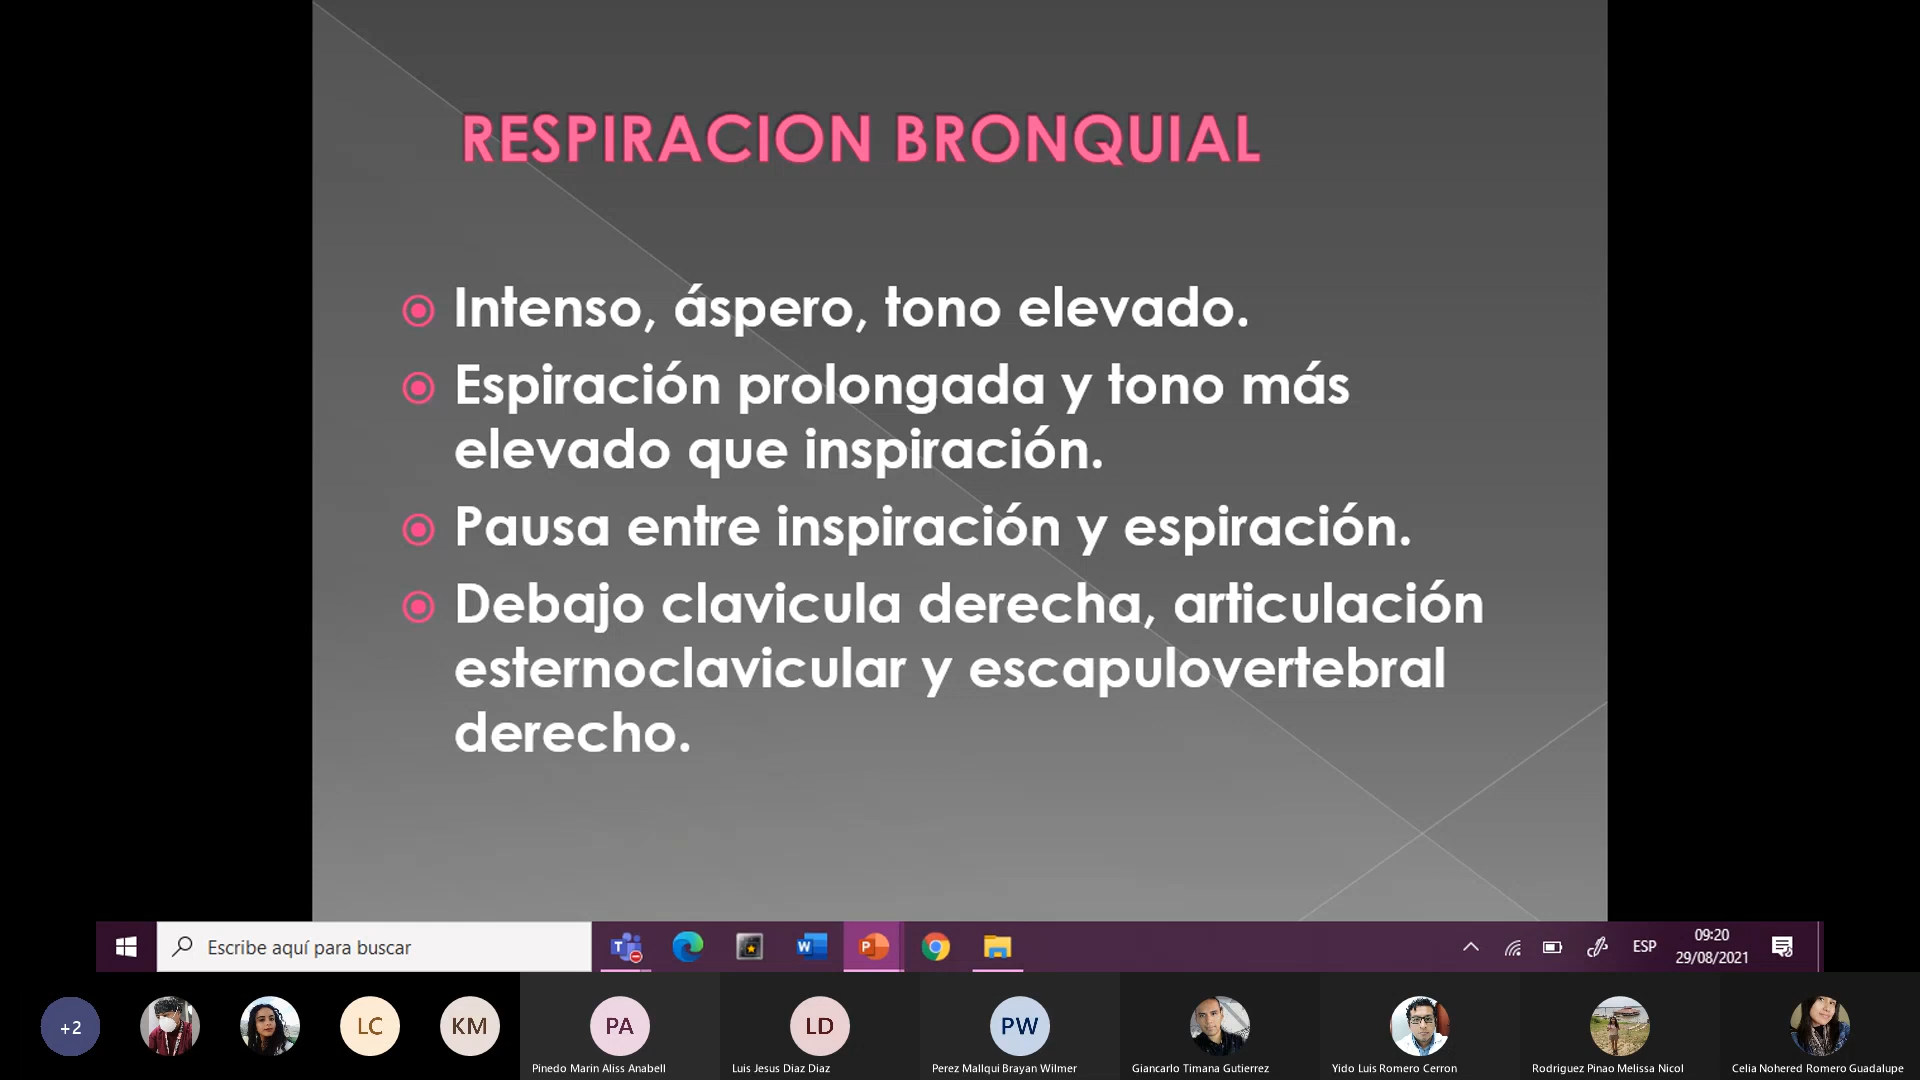 RESPIRACION BRONQUIAL
Intenso, áspero, tono elevado.
Espiración prolongada y tono más
elevado que inspiración.
Pausa entre inspiración y espiración.
Debajo clavicula derecha, articulación
esternoclavicular y escapulovertebral
derecho.
Escribe aquí para buscar
T
W
P
ESP
09:20
29/08/2021
+2
LC
KM
PA
LD
PW
Pinedo Marin Aliss Anabell
Luis Jesus Diaz Diaz
Perez Mallqui Brayan Wilmer
Giancarlo Timana Gutierrez
Yido Luis Romero Cerron
Rodriguez Pinao Melissa Nicol
Celia Nohered Romero Guadalupe